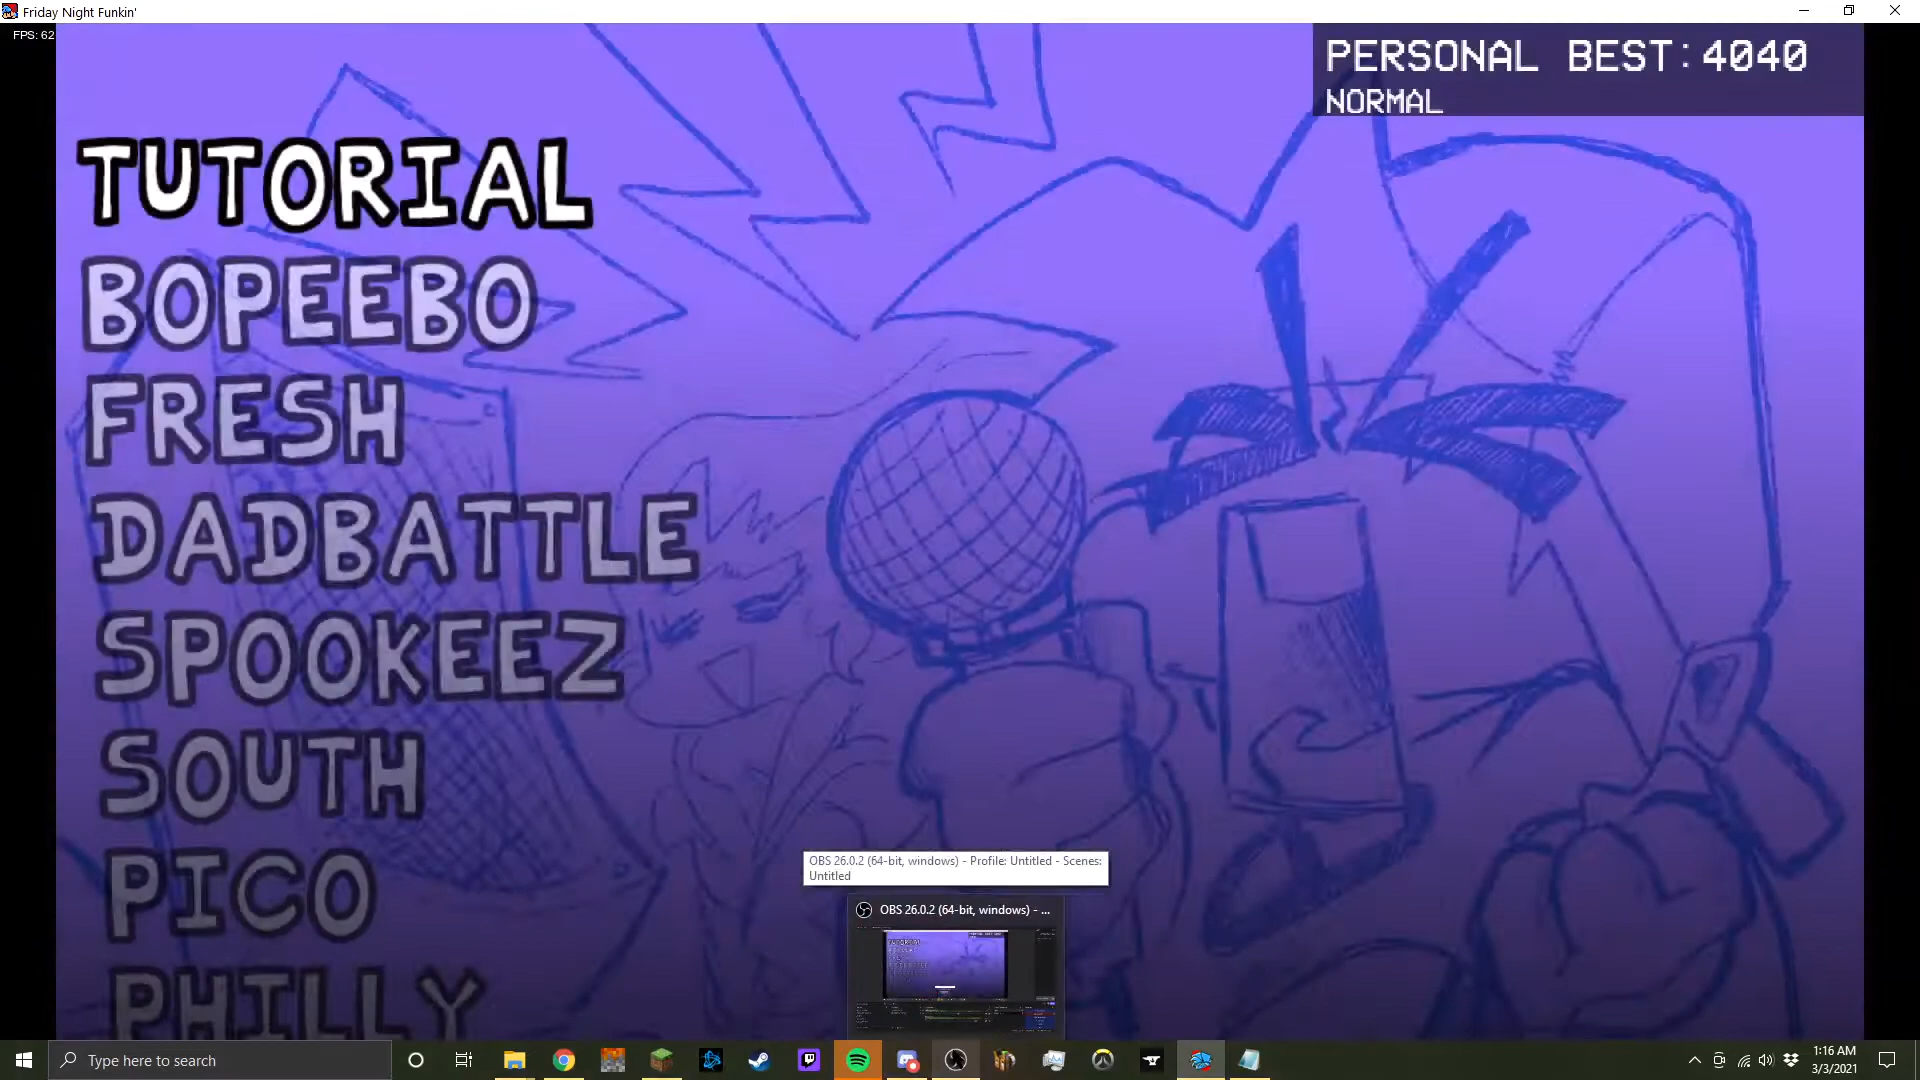 Friday Night Funkin'
FPS: 62
PERSONAL BEST:4040
NORMAL
TUTORIAL
BOPEEBO
FRESH
DADBATTLE
SPOOKEEZ
SOUTH
PICO
PHILLY
OBS 26.0.2 (64-bit, windows) - Profile: Untitled - Scenes:
Untitled
OBS 26.0.2 (64-bit, windows) - ...
Type here to search
1:16 AM
3/3/2021